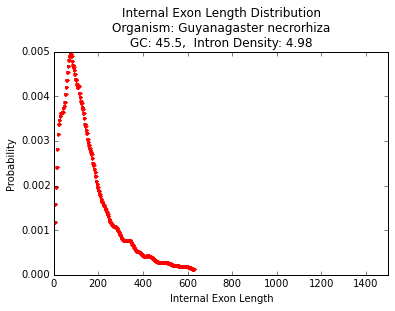 Internal Exon Length Distribution
Organism: Guyanagaster necrorhiza
GC: 45.5,  Intron Density: 4.98
0.005
0.004
0.003
0.002
0.001
0.000
Probability
0 200 400 600 800 1000 1200 1400
Internal Exon Length